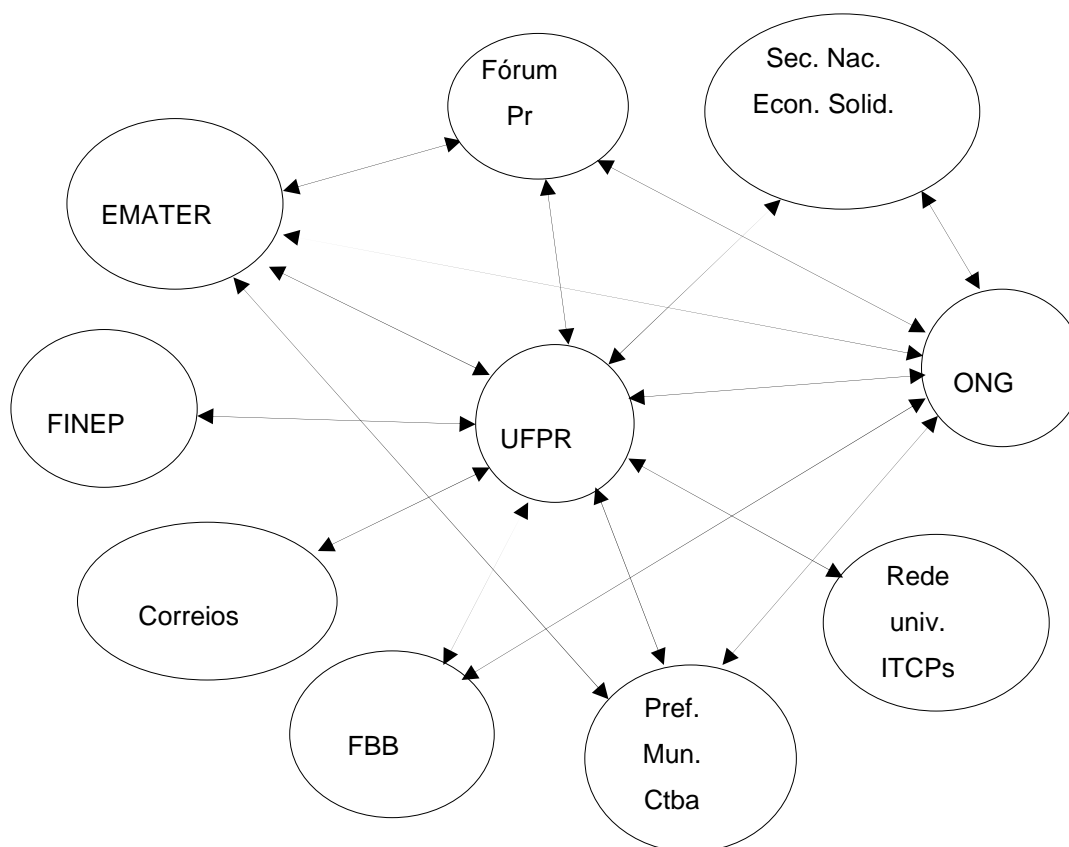 Fórum
Pr
Sec. Nac.
Econ. Solid.
EMATER
ONG
FINEP
UFPR
Correios
Rede
univ.
ITCPs
FBB
Pref.
Mun.
Ctba